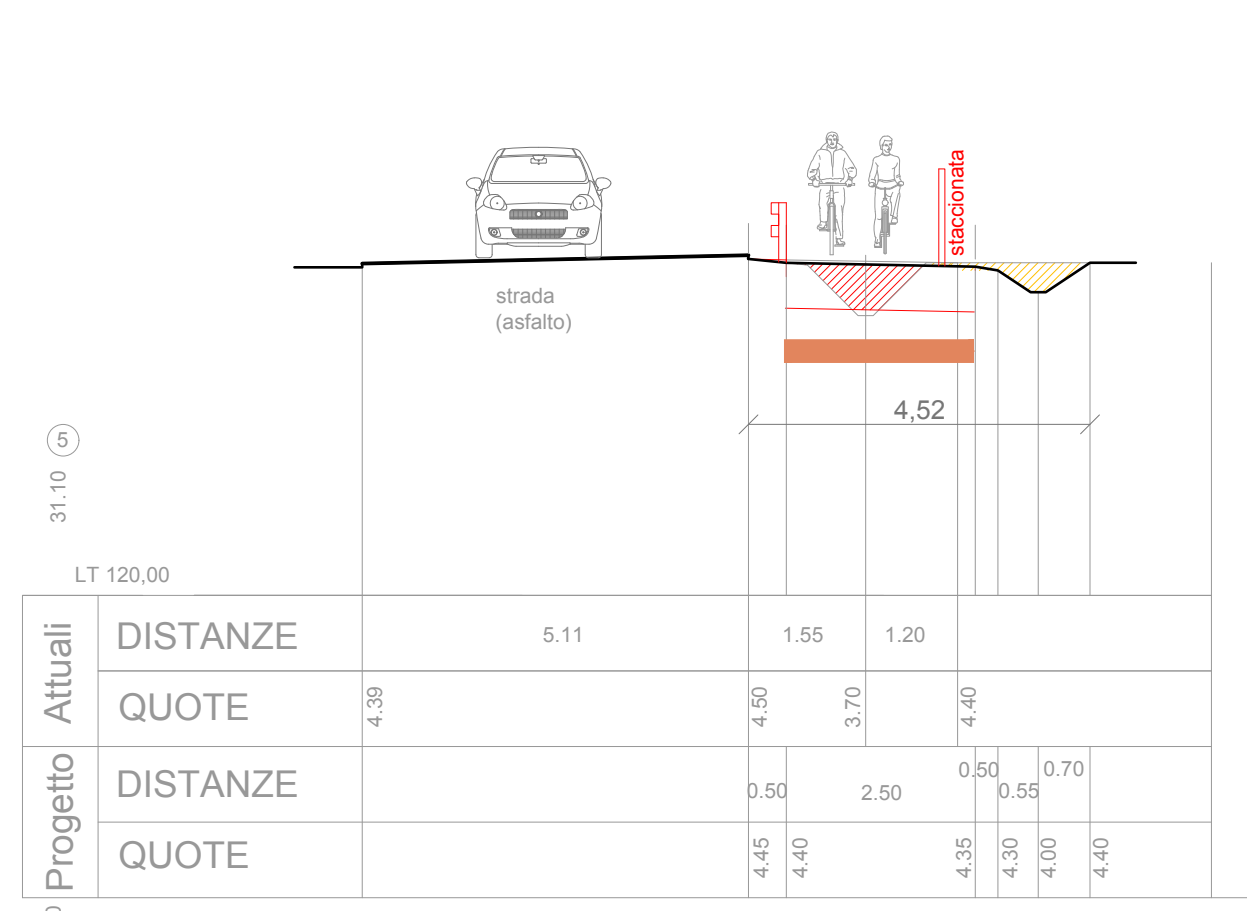 staccionata
strada
(asfalto)
4,52
5
31.10
LT 120,00
Attuali
DISTANZE
5.11
1.55
1.20
QUOTE
4.39
4.50
3.70
4.40
Progetto
DISTANZE
0.50
2.50
0.50
0.55
0.70
QUOTE
4.45
4.40
4.35
4.30
4.00
4.40